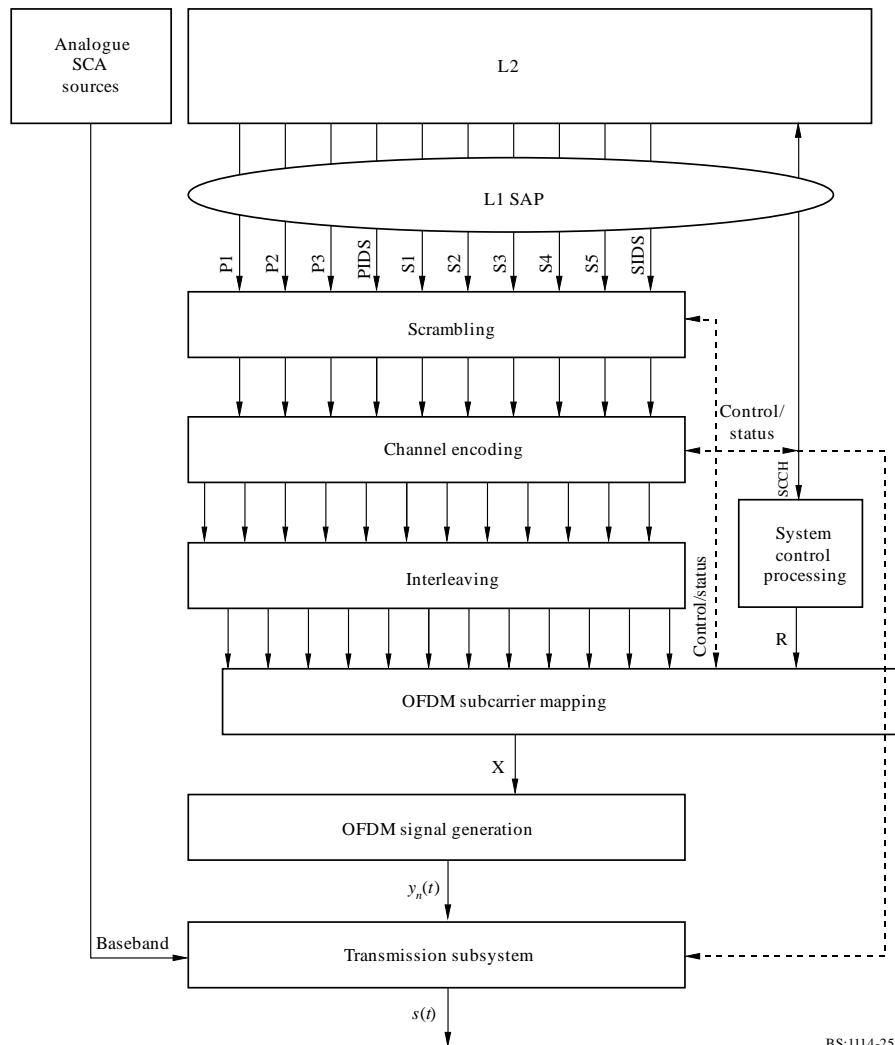 Analogue
SCA
sources
L2
L1 SAP
P1
P2
P3
PIDS
S1
S2
S3
S4
S5
SIDS
Scrambling
Control/
status
Channel encoding
SCCH
System
control
processing
Interleaving
Control/status
R
OFDM subcarrier mapping
X
OFDM signal generation
yn(t)
Baseband
Transmission subsystem
s(t)
BS:1114-25